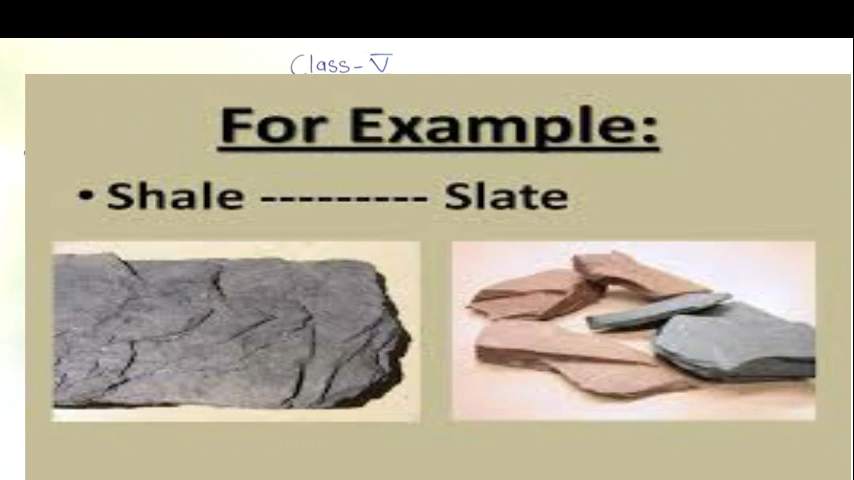 Class - V
For Example:
• Shale --------- Slate